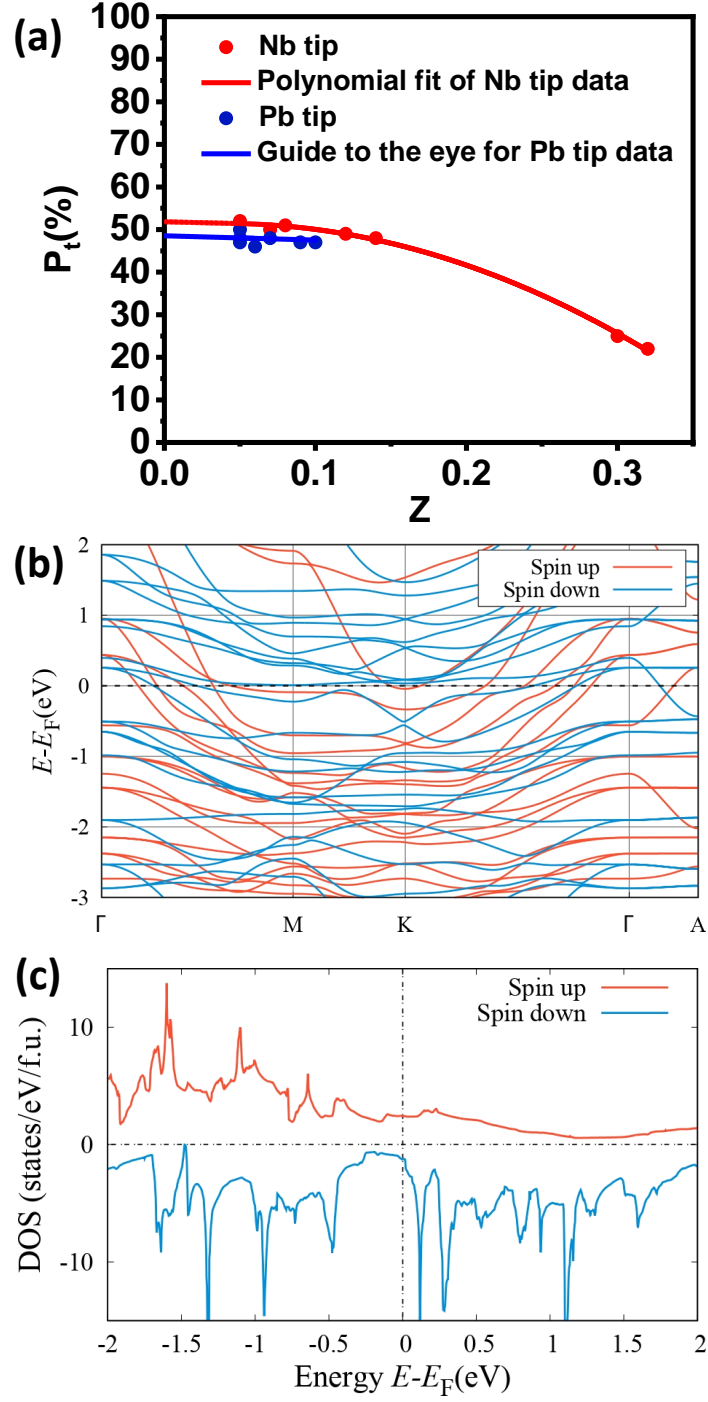 (a)
100
90
80
70
60
50
40
30
20
10
0
P_t(%)
Nb tip
Polynomial fit of Nb tip data
Pb tip
Guide to the eye for Pb tip data
0.0 0.1 0.2 0.3
Z
(b)
2
1
0
-1
-2
-3
E-E_F(eV)
Spin up
Spin down
Γ M K Γ A
(c)
10
0
-10
DOS (states/eV/f.u.)
Spin up
Spin down
-2 -1.5 -1 -0.5 0 0.5 1 1.5 2
Energy E-E_F(eV)